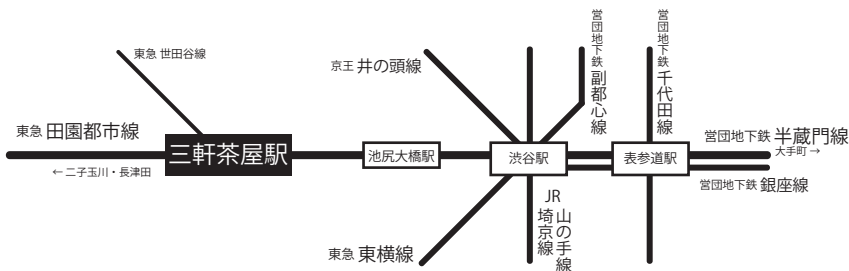 東急 世田谷線
東急 田園都市線
三軒茶屋駅
← 二子玉川・長津田
京王 井の頭線
池尻大橋駅
東急 東横線
渋谷駅
JR
山の手線
埼京線
営団地下鉄 副都心線
営団地下鉄 千代田線
表参道駅
営団地下鉄 半蔵門線
大手町 →
営団地下鉄 銀座線